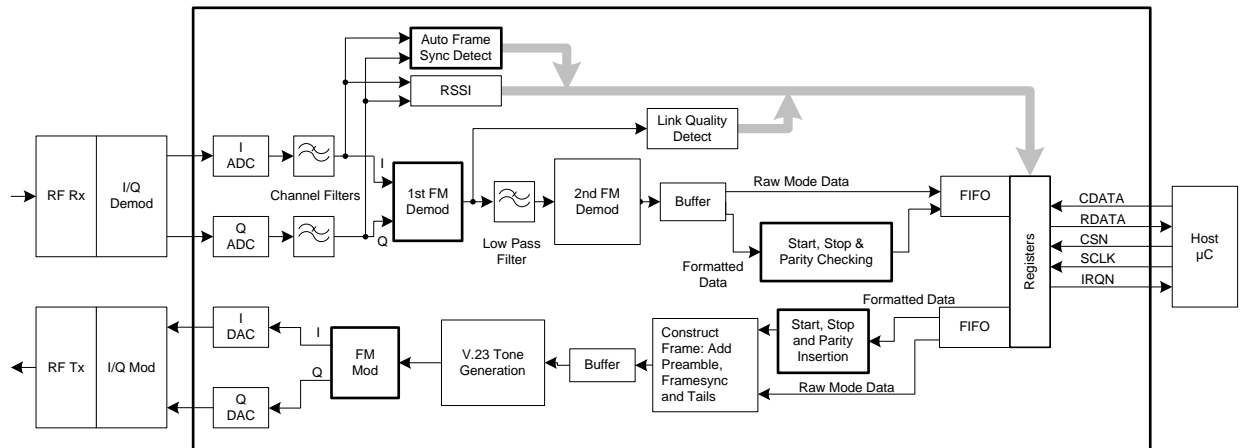 Auto Frame
Sync Detect
RSSI
Link Quality
Detect
RF Rx
I/Q
Demod
I
ADC
Channel Filters
Q
ADC
I
Q
1st FM
Demod
Low Pass
Filter
2nd FM
Demod
Buffer
Raw Mode Data
Formatted
Data
Start, Stop &
Parity Checking
FIFO
Registers
CDATA
RDATA
CSN
SCLK
IRQN
Host
µC
RF Tx
I/Q Mod
I
DAC
Q
DAC
I
Q
FM
Mod
V.23 Tone
Generation
Buffer
Construct
Frame: Add
Preamble,
Framesync
and Tails
Start, Stop
and Parity
Insertion
Formatted Data
Raw Mode Data
FIFO